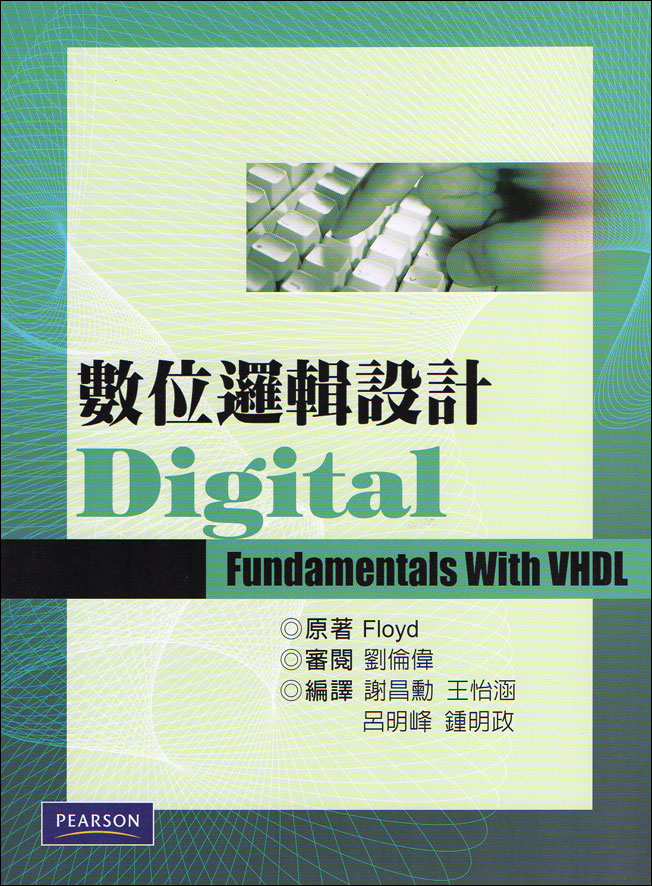 數位邏輯設計
Digital
Fundamentals With VHDL
◎原著 Floyd
◎審閱 劉倫偉
◎編譯 謝昌勳 王怡涵
呂明峰 鍾明政
PEARSON